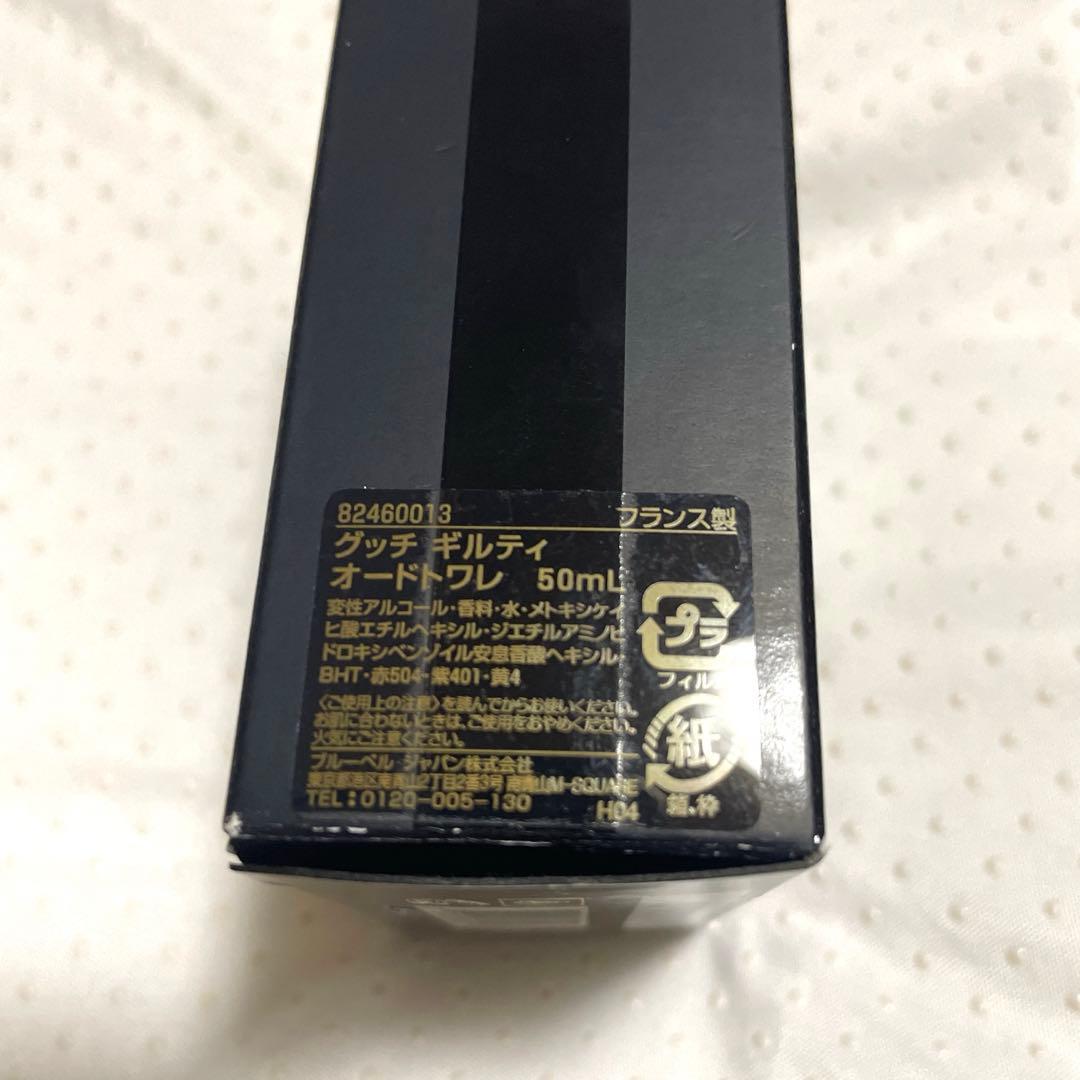 82460013 フランス製
グッチ ギルティ
オードトワレ 50mL
変性アルコール・香料・水・メトキシケイ
ヒ酸エチルヘキシル・ジエチルアミノヒ
ドロキシベンゾイル安息香酸ヘキシル・
BHT・赤504・紫401・黄4
プラ
フィルム
〈ご使用上の注意〉を読んでからお使いください。
お肌に合わないときは、ご使用をおやめください。
火気にご注意ください。
紙
箱、枠
ブルーベル・ジャパン株式会社
東京都港区南青山2丁目2番3号 南青山M-SQUARE
TEL:0120-005-130 H04